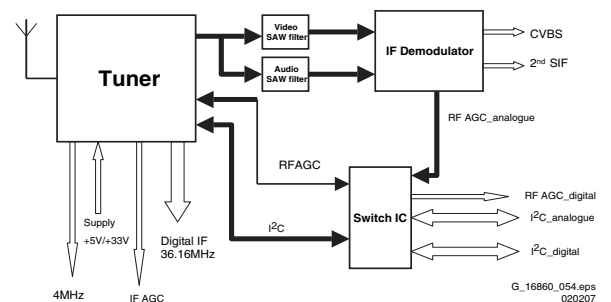 Video
SAW filter
Audio
SAW filter
Tuner
IF Demodulator
CVBS
2nd SIF
RF AGC_analogue
RFAGC
Switch IC
RF AGC_digital
I2C_analogue
I2C_digital
I2C
Supply
+5V/+33V
Digital IF
36.16MHz
4MHz
IF AGC
G_16860_054.eps
020207